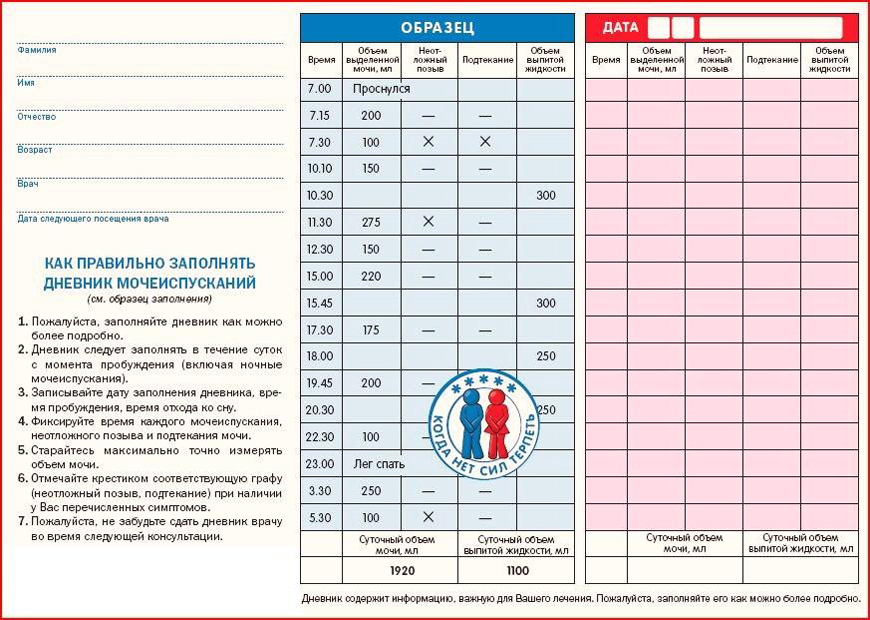 Фамилия
Имя
Отчество
Возраст
Врач
Дата следующего посещения врача
КАК ПРАВИЛЬНО ЗАПОЛНЯТЬ
ДНЕВНИК МОЧЕИСПУСКАНИЙ
(см. образец заполнения)
1. Пожалуйста, заполняйте дневник как можно
более подробно.
2. Дневник следует заполнять в течение суток
с момента пробуждения (включая ночные
мочеиспускания).
3. Записывайте дату заполнения дневника, вре-
мя пробуждения, время отхода ко сну.
4. Фиксируйте время каждого мочеиспускания,
неотложного позыва и подтекания мочи.
5. Старайтесь максимально точно измерять
объем мочи.
6. Отмечайте крестиком соответствующую графу
(неотложный позыв, подтекание) при наличии
у Вас перечисленных симптомов.
7. Пожалуйста, не забудьте сдать дневник врачу
во время следующей консультации.
ОБРАЗЕЦ
Время Объем выделенной мочи, мл Неот-ложный позыв Подтекание Объем выпитой жидкости
7.00 Проснулся
7.15 200 — —
7.30 100 × ×
10.10 150 — —
10.30 300
11.30 275 × —
12.30 150 — —
15.00 220 — —
15.45 300
17.30 175 — —
18.00 250
19.45 200 —
20.30 250
22.30 100 —
23.00 Лег спать
3.30 250 — —
5.30 100 × —
Суточный объем мочи, мл Суточный объем выпитой жидкости, мл
1920 1100
КОГДА НЕТ СИЛ ТЕРПЕТЬ
ДАТА
Время Объем выделенной мочи, мл Неот-ложный позыв Подтекание Объем выпитой жидкости
Суточный объем мочи, мл Суточный объем выпитой жидкости, мл
Дневник содержит информацию, важную для Вашего лечения. Пожалуйста, заполняйте его как можно более подробно.